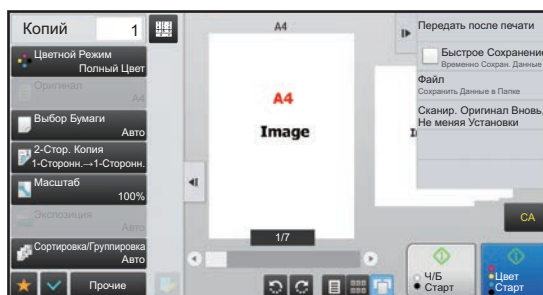 Копий 1
Цветной Режим
Полный Цвет
Оригинал
A4
Выбор Бумаги
Авто
2-Стор. Копия
1-Сторонн.→1-Сторонн.
Масштаб
100%
Экспозиция
Авто
Сортировка/Группировка
Авто
Прочие
A4
A4
Image
I
1/7
Передать после печати
Быстрое Сохранение
Временно Сохран. Данные
Файл
Сохранить Данные в Папке
Сканир. Оригинал Вновь,
Не меняя Установки
CA
Ч/Б
Старт
Цвет
Старт